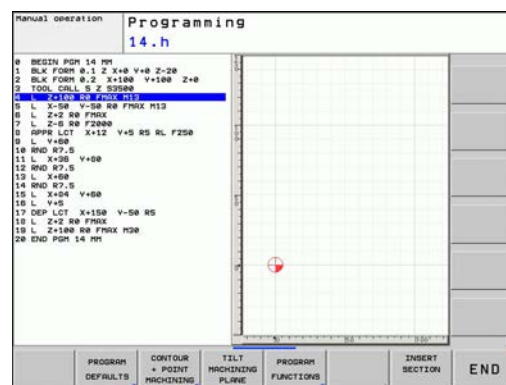 Manual operation
Programming
14.h
0 BEGIN PGM 14 MM
1 BLK FORM 0.1 Z X+0 Y+0 Z-20
2 BLK FORM 0.2 X+100 Y+100 Z+0
3 TOOL CALL 5 Z S3500
4 L Z+100 R0 FMAX M13
5 L X-50 Y-50 R0 FMAX M13
6 L Z+2 R0 FMAX
7 L Z-6 R0 F2000
8 APPR LCT X+12 Y+5 R5 RL F250
9 L Y+60
10 RND R7.5
11 L X+36 Y+80
12 RND R7.5
13 L X+60
14 RND R7.5
15 L X+84 Y+60
16 L Y+5
17 DEP LCT X+150 Y-50 R5
18 L Z+2 R0 FMAX
19 L Z+100 R0 FMAX M30
20 END PGM 14 MM
PROGRAM DEFAULTS
CONTOUR + POINT MACHINING
TILT MACHINING PLANE
PROGRAM FUNCTIONS
INSERT SECTION
END